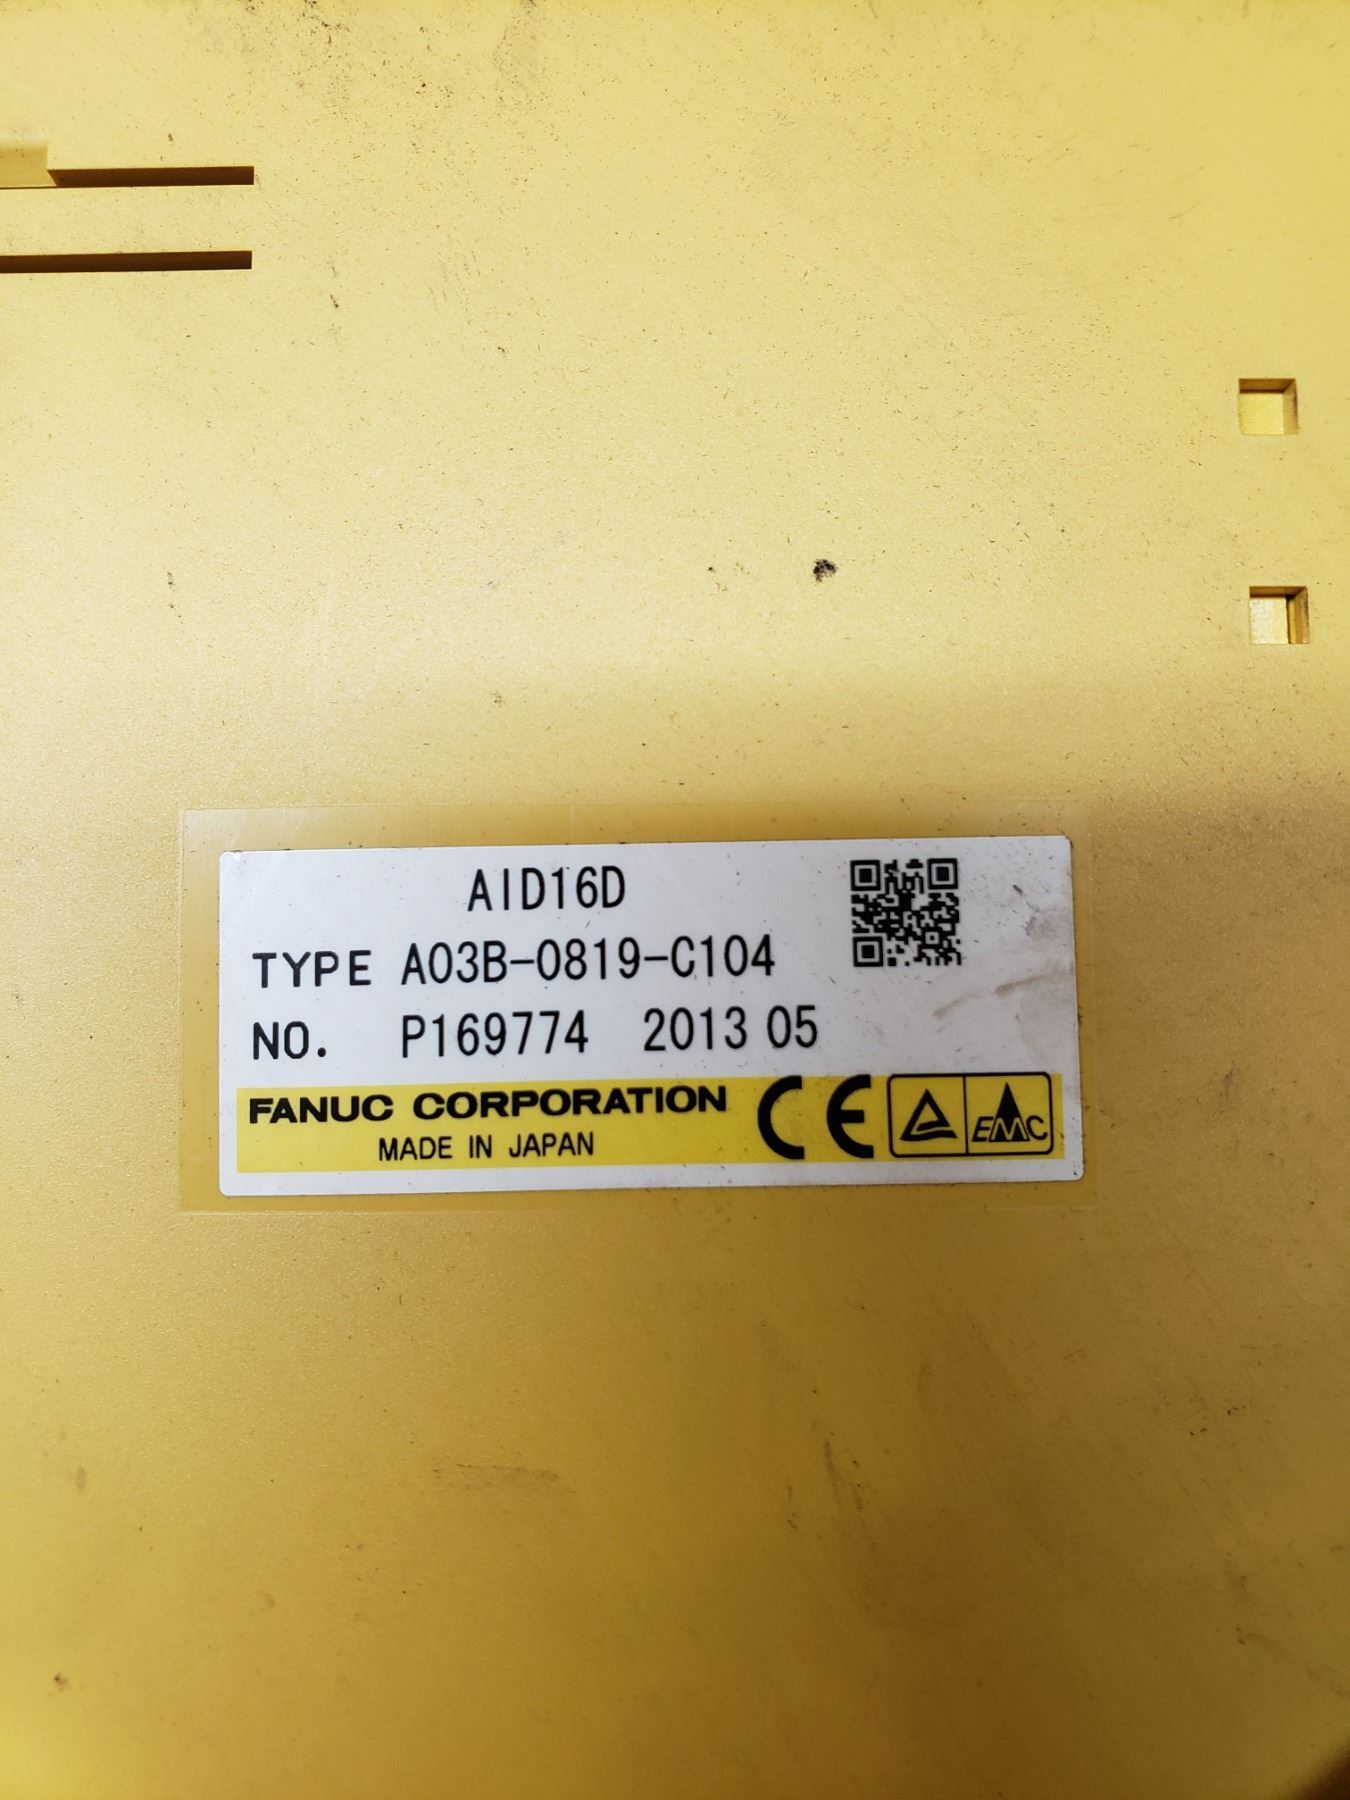 AID16D
TYPE A03B-0819-C104
NO. P169774 2013 05
FANUC CORPORATION
MADE IN JAPAN
CE
EMC